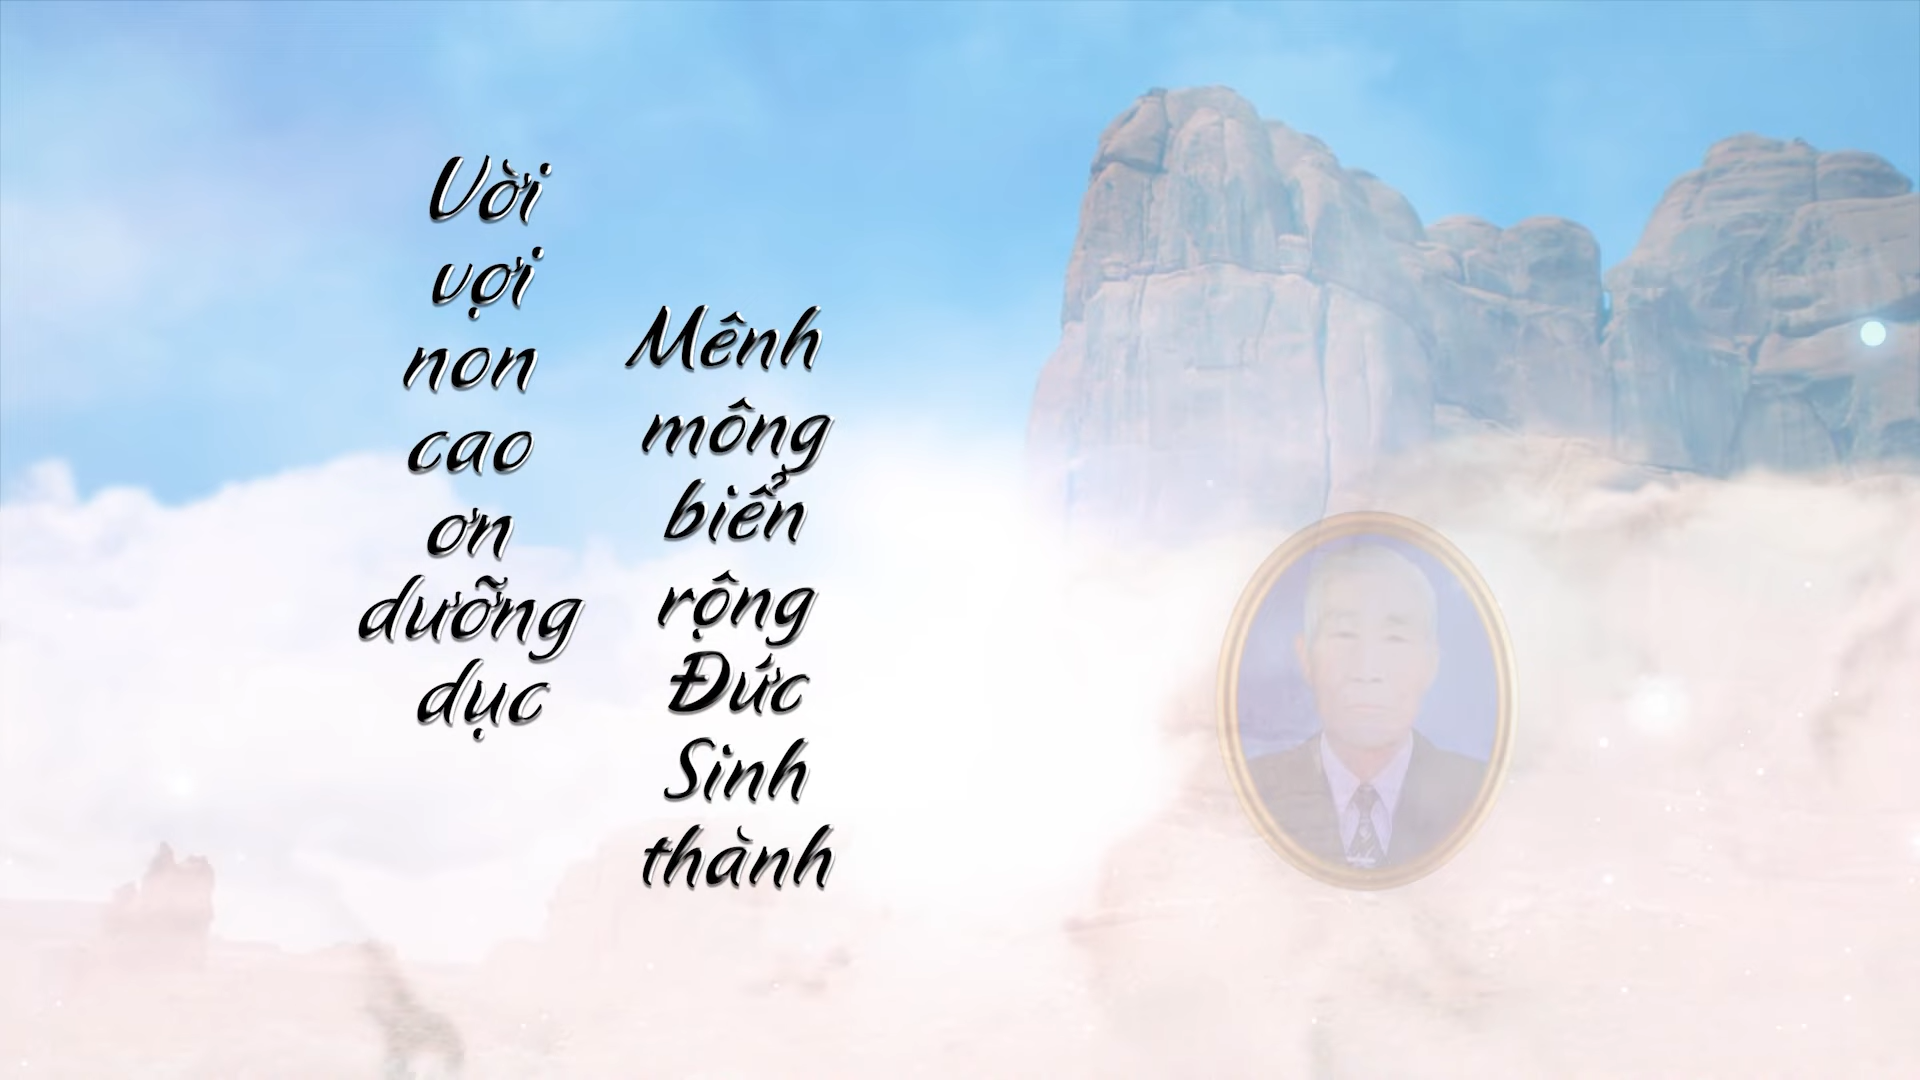 Vời
vợi
non
cao
ơn
dưỡng
dục
Mênh
mông
biển
rộng
Đức
Sinh
thành